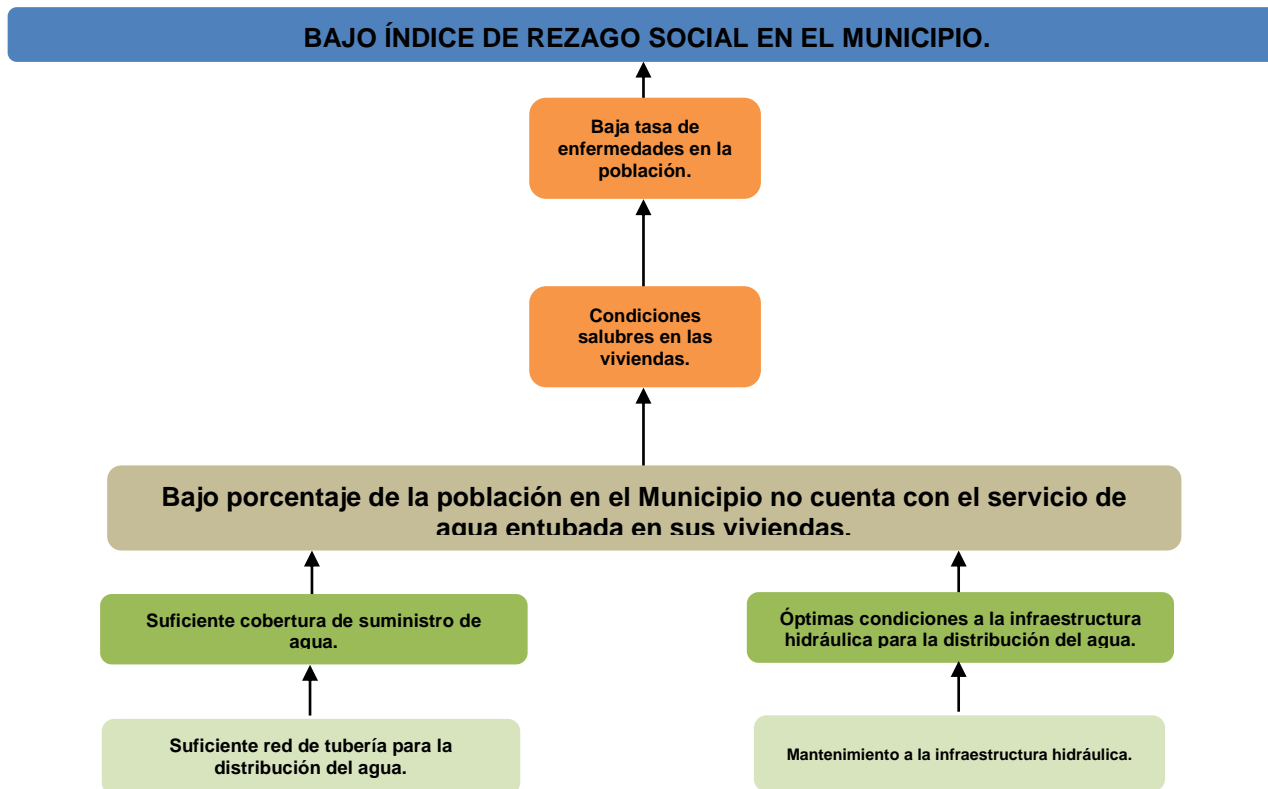 BAJO ÍNDICE DE REZAGO SOCIAL EN EL MUNICIPIO.
Baja tasa de
enfermedades en la
población.
Condiciones
salubres en las
viviendas.
Bajo porcentaje de la población en el Municipio no cuenta con el servicio de
agua entubada en sus viviendas.
Suficiente cobertura de suministro de
agua.
Óptimas condiciones a la infraestructura
hidráulica para la distribución del agua.
Suficiente red de tubería para la
distribución del agua.
Mantenimiento a la infraestructura hidráulica.